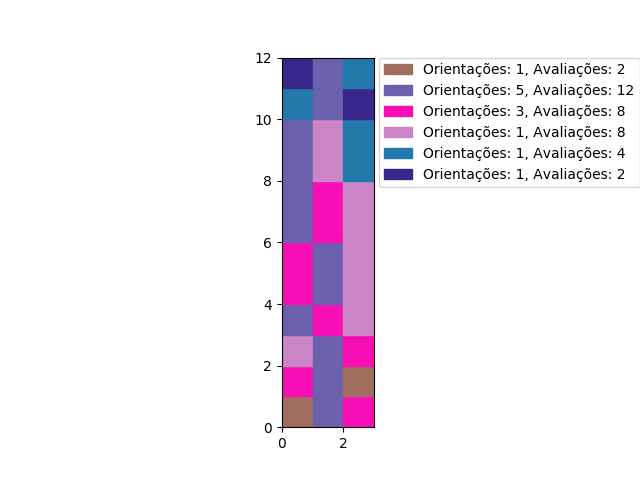 12
10
8
6
4
2
0
0
2
Orientações: 1, Avaliações: 2
Orientações: 5, Avaliações: 12
Orientações: 3, Avaliações: 8
Orientações: 1, Avaliações: 8
Orientações: 1, Avaliações: 4
Orientações: 1, Avaliações: 2